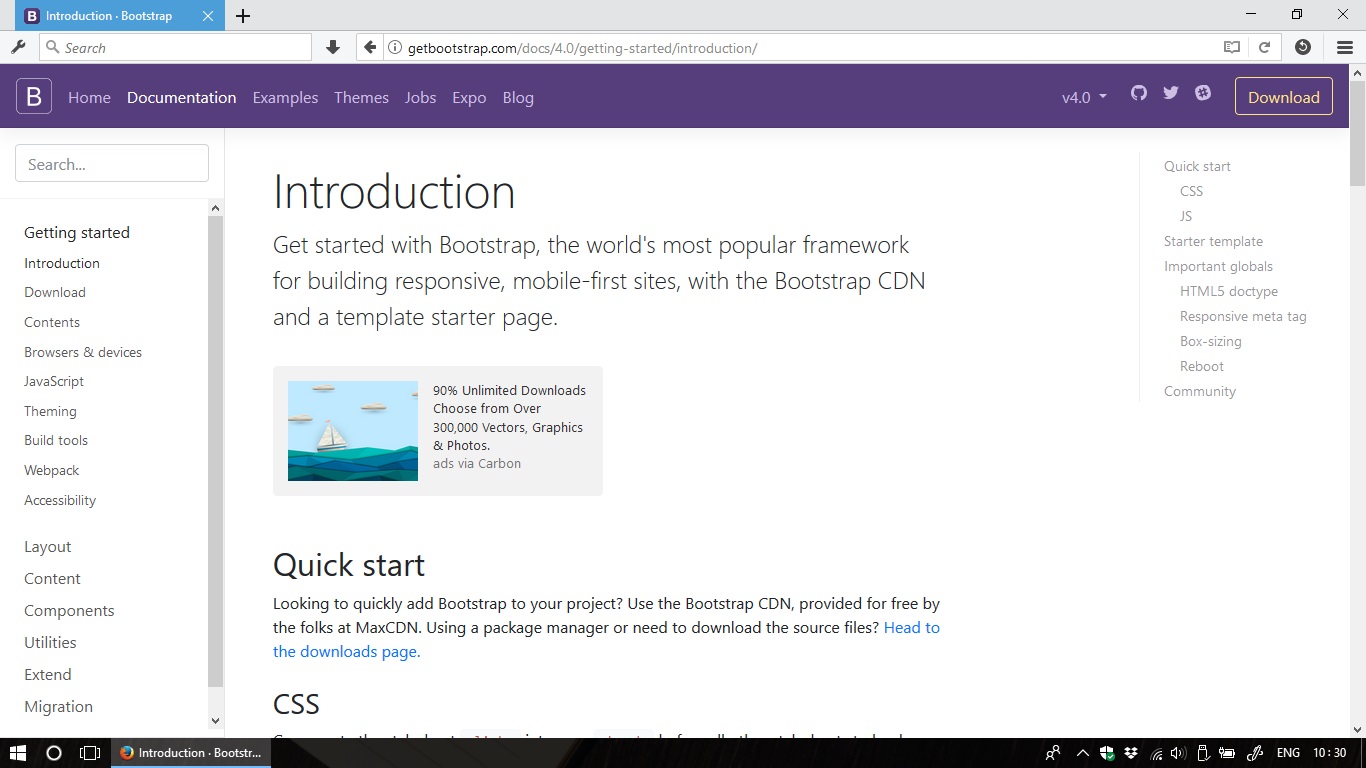 Introduction · Bootstrap
Search
getbootstrap.com/docs/4.0/getting-started/introduction/
B
Home
Documentation
Examples
Themes
Jobs
Expo
Blog
v4.0
Download
Search...
Getting started
Introduction
Download
Contents
Browsers & devices
JavaScript
Theming
Build tools
Webpack
Accessibility
Layout
Content
Components
Utilities
Extend
Migration
Introduction
Get started with Bootstrap, the world's most popular framework
for building responsive, mobile-first sites, with the Bootstrap CDN
and a template starter page.
90% Unlimited Downloads
Choose from Over
300,000 Vectors, Graphics
& Photos.
ads via Carbon
Quick start
Looking to quickly add Bootstrap to your project? Use the Bootstrap CDN, provided for free by
the folks at MaxCDN. Using a package manager or need to download the source files? Head to
the downloads page.
CSS
Quick start
CSS
JS
Starter template
Important globals
HTML5 doctype
Responsive meta tag
Box-sizing
Reboot
Community
Introduction · Bootstr...
ENG
10:30